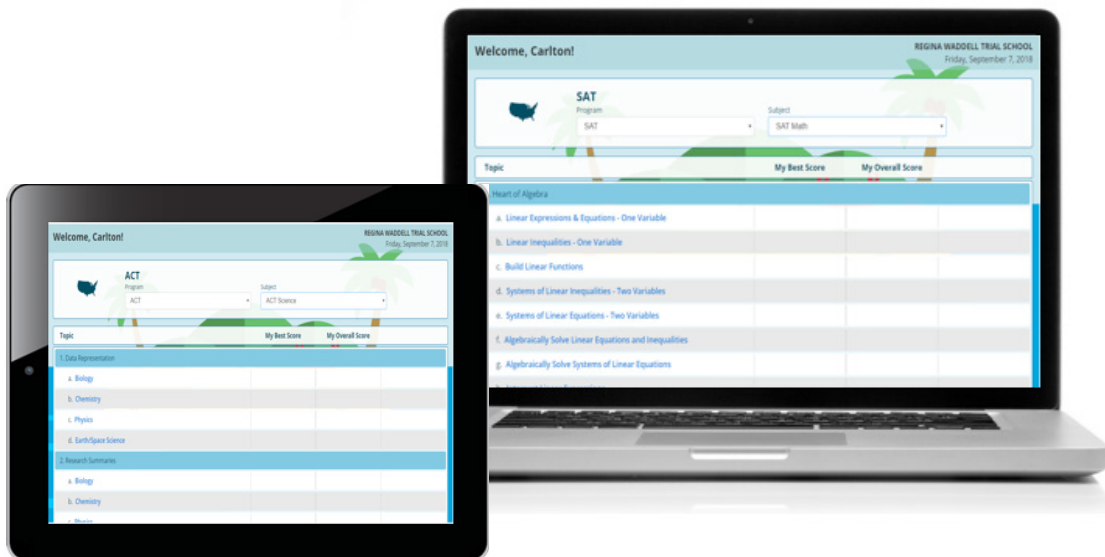 Welcome, Carlton!
REGINA WADDELL TRIAL SCHOOL
Friday, September 7, 2018
SAT
Program
Subject
SAT
SAT Math
Topic
My Best Score
My Overall Score
Heart of Algebra
a. Linear Expressions & Equations - One Variable
b. Linear Inequalities - One Variable
c. Build Linear Functions
d. Systems of Linear Inequalities - Two Variables
e. Systems of Linear Equations - Two Variables
f. Algebraically Solve Linear Equations and Inequalities
g. Algebraically Solve Systems of Linear Equations
Welcome, Carlton!
REGINA WADDELL TRIAL SCHOOL
Friday, September 7, 2018
ACT
Program
Subject
ACT
ACT Science
Topic
My Best Score
My Overall Score
1. Data Representation
a. Biology
b. Chemistry
c. Physics
d. Earth/Space Science
2. Research Summaries
a. Biology
b. Chemistry
c. Physics